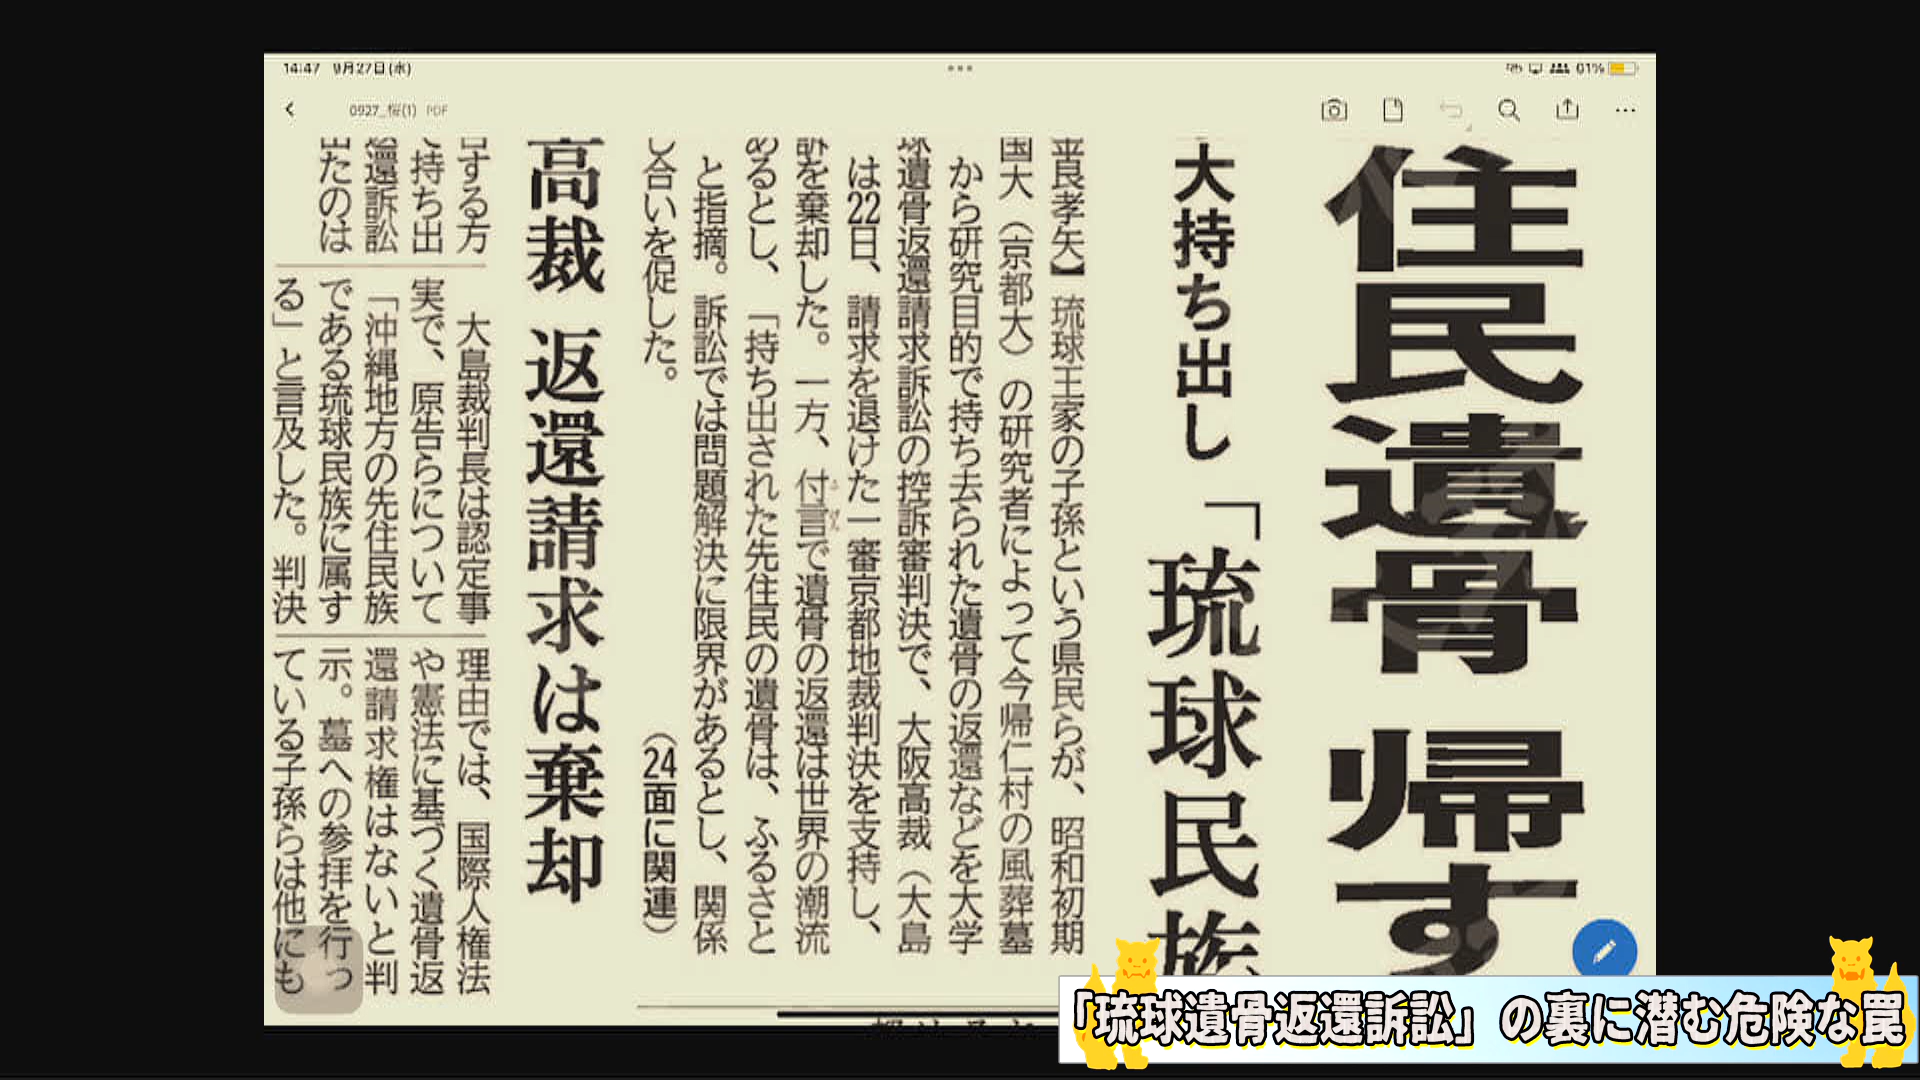 14:47 9月27日(水)
61%
0927_桜(1) PDF
住民遺骨 帰す
大持ち出し「琉球民族
平良孝矢】琉球王家の子孫という県民らが、昭和初期
国大（京都大）の研究者によって今帰仁村の風葬墓
から研究目的で持ち去られた遺骨の返還などを大学
球遺骨返還請求訴訟の控訴審判決で、大阪高裁（大島
は22日、請求を退けた一審京都地裁判決を支持し、
訴を棄却した。一方、付言で遺骨の返還は世界の潮流
あるとし、「持ち出された先住民の遺骨は、ふるさと
と指摘。訴訟では問題解決に限界があるとし、関係
し合いを促した。
（24面に関連）
高裁 返還請求は棄却
する方
持ち出
還訴訟
出たのは
大島裁判長は認定事
実で、原告らについて
「沖縄地方の先住民族
である琉球民族に属す
る」と言及した。判決
理由では、国際人権法
や憲法に基づく遺骨返
還請求権はないと判
示。墓への参拝を行っ
ている子孫らは他にも
「琉球遺骨返還訴訟」の裏に潜む危険な罠